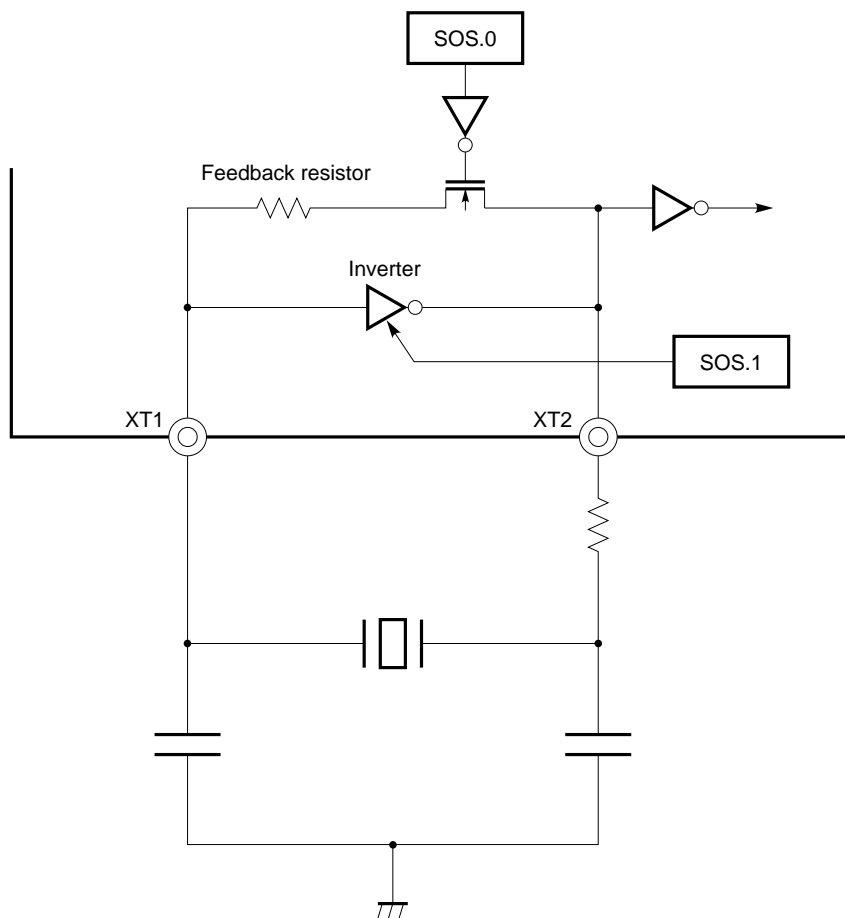 SOS.0
Feedback resistor
Inverter
SOS.1
XT1
XT2